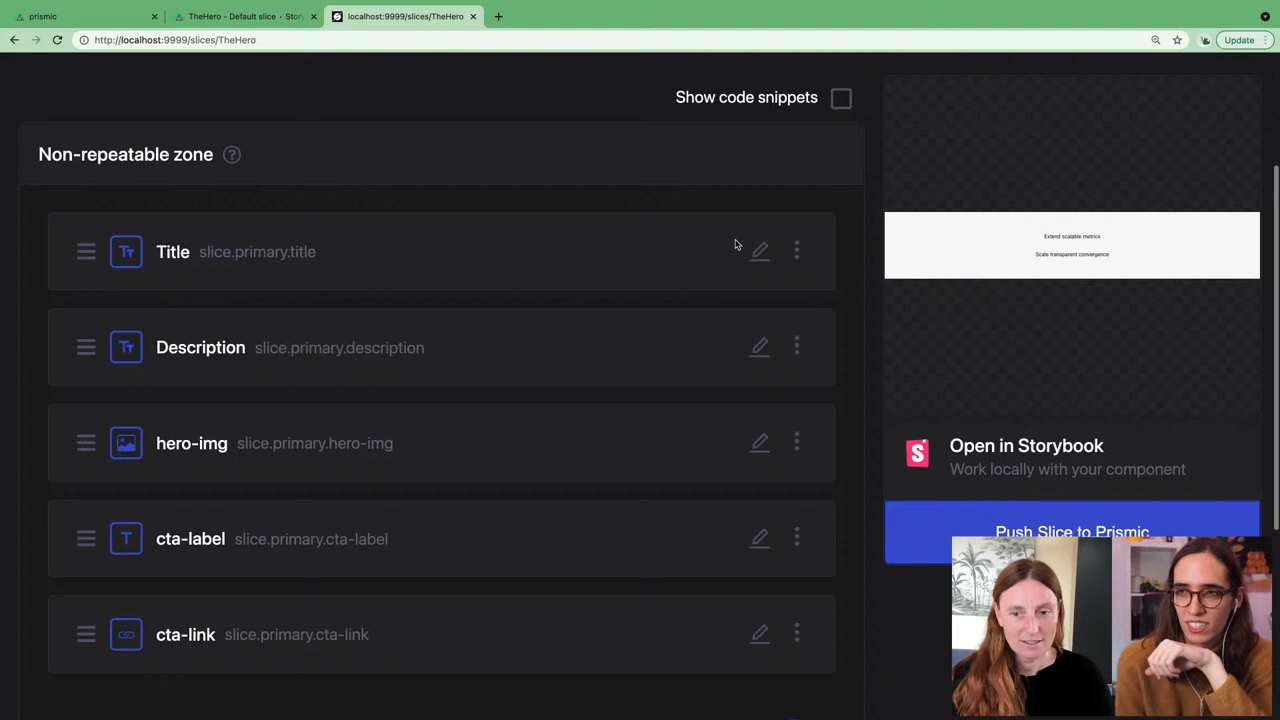 prismic
TheHero - Default slice · Story
localhost:9999/slices/TheHero
http://localhost:9999/slices/TheHero
Update
Show code snippets
Non-repeatable zone ?
Title slice.primary.title
Description slice.primary.description
hero-img slice.primary.hero-img
cta-label slice.primary.cta-label
cta-link slice.primary.cta-link
Extend scalable metrics
Scale transparent convergence
Open in Storybook
Work locally with your component
Push Slice to Prismic